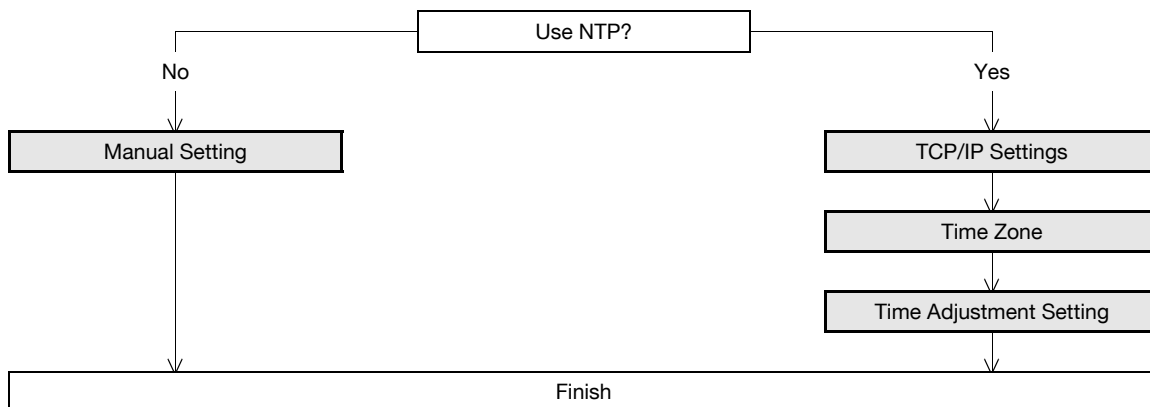 Use NTP?
No
Yes
Manual Setting
TCP/IP Settings
Time Zone
Time Adjustment Setting
Finish